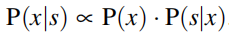 P(x|s) ∝ P(x) · P(s|x)